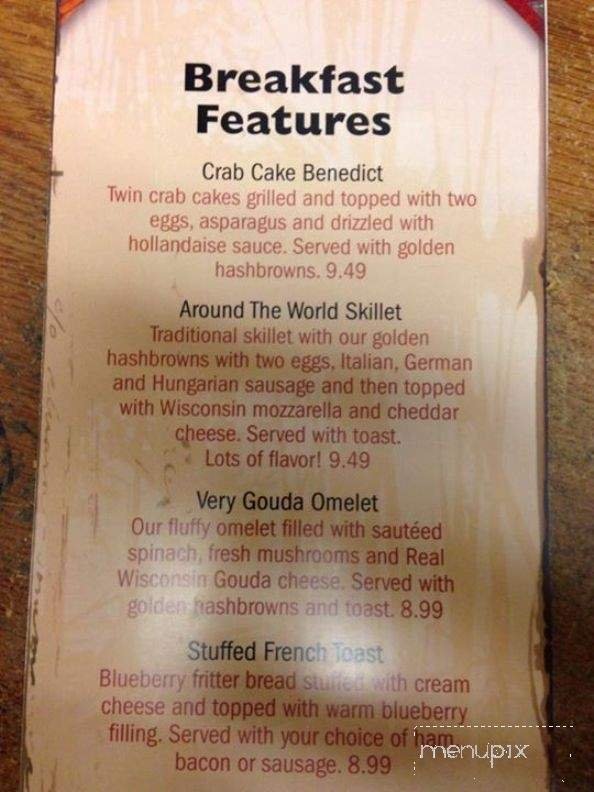 Breakfast
Features
Crab Cake Benedict
Twin crab cakes grilled and topped with two
eggs, asparagus and drizzled with
hollandaise sauce. Served with golden
hashbrowns. 9.49
Around The World Skillet
Traditional skillet with our golden
hashbrowns with two eggs, Italian, German
and Hungarian sausage and then topped
with Wisconsin mozzarella and cheddar
cheese. Served with toast.
Lots of flavor! 9.49
Very Gouda Omelet
Our fluffy omelet filled with sautéed
spinach, fresh mushrooms and Real
Wisconsin Gouda cheese. Served with
golden hashbrowns and toast. 8.99
Stuffed French Toast
Blueberry fritter bread stuffed with cream
cheese and topped with warm blueberry
filling. Served with your choice of ham,
bacon or sausage. 8.99
menupix